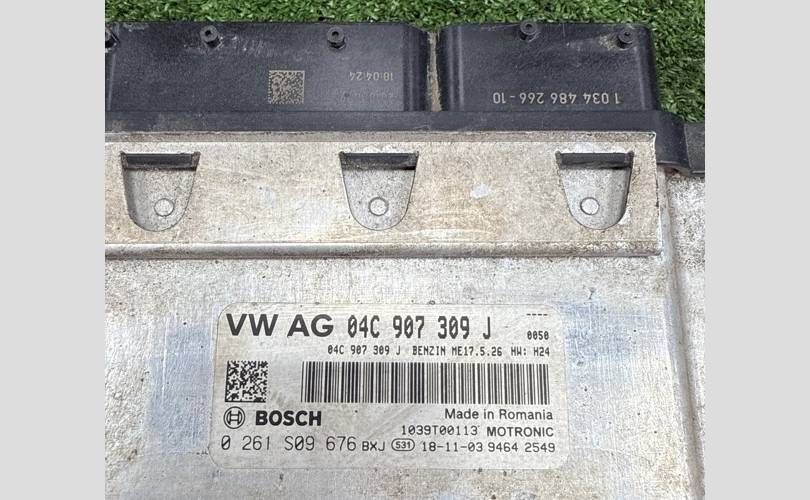 18:04:24
1 034 486 266-10
VW AG 04C 907 309 J
----
0050
04C 907 309 J BENZIN ME17.5.26 HW: H24
BOSCH
Made in Romania
1039T00113 MOTRONIC
0 261 S09 676 BXJ 531 18-11-03 9464 2549